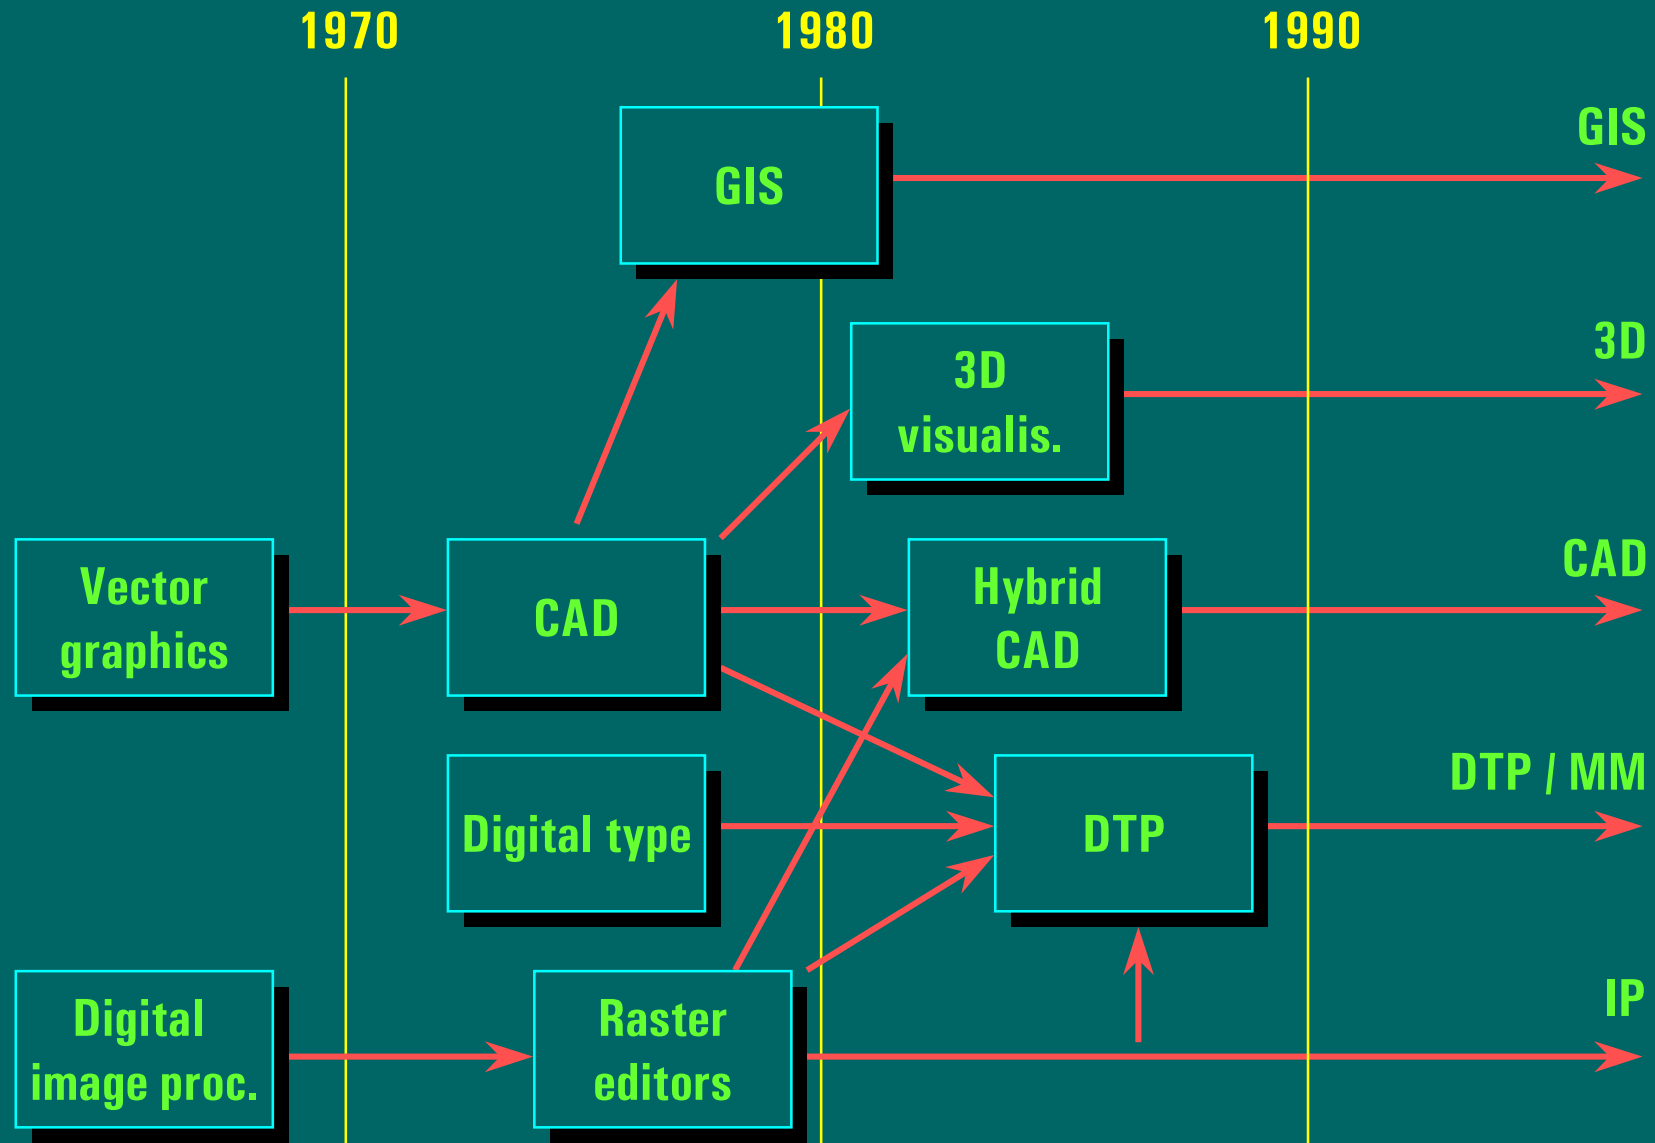 1970
1980
1990
GIS
GIS
3D
visualis.
3D
Vector
graphics
CAD
Hybrid
CAD
CAD
Digital type
DTP
DTP / MM
Digital
image proc.
Raster
editors
IP